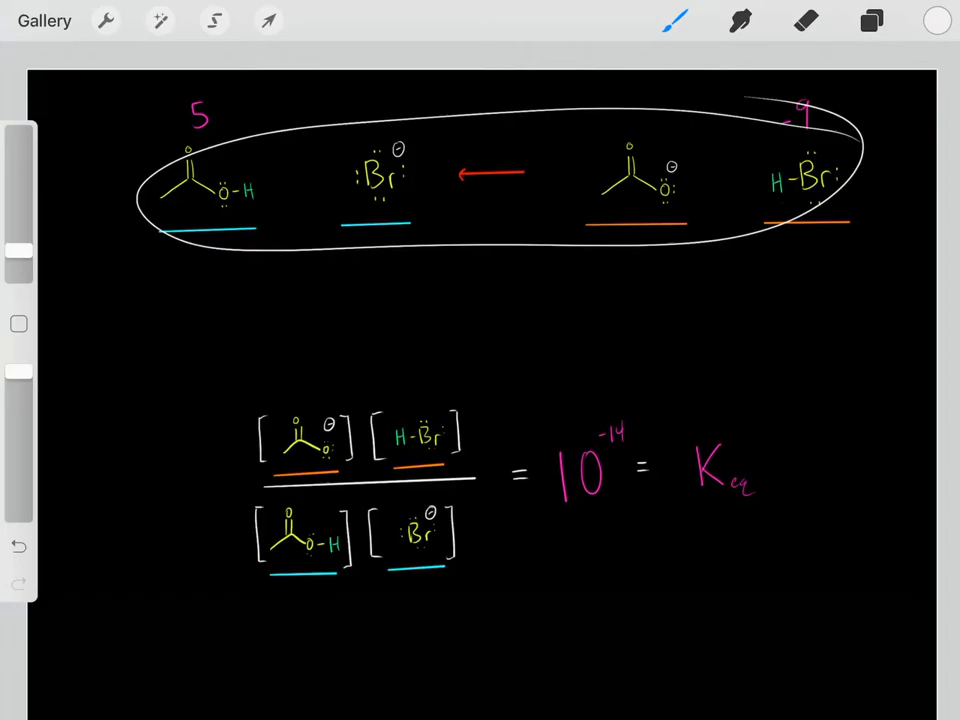 Gallery
5 -9
O O-H :Br: ⊖ ← O O: ⊖ H-Br:
[O O: ⊖] [H-Br:]
[O O-H] [:Br: ⊖]
= 10^-14 = Keq